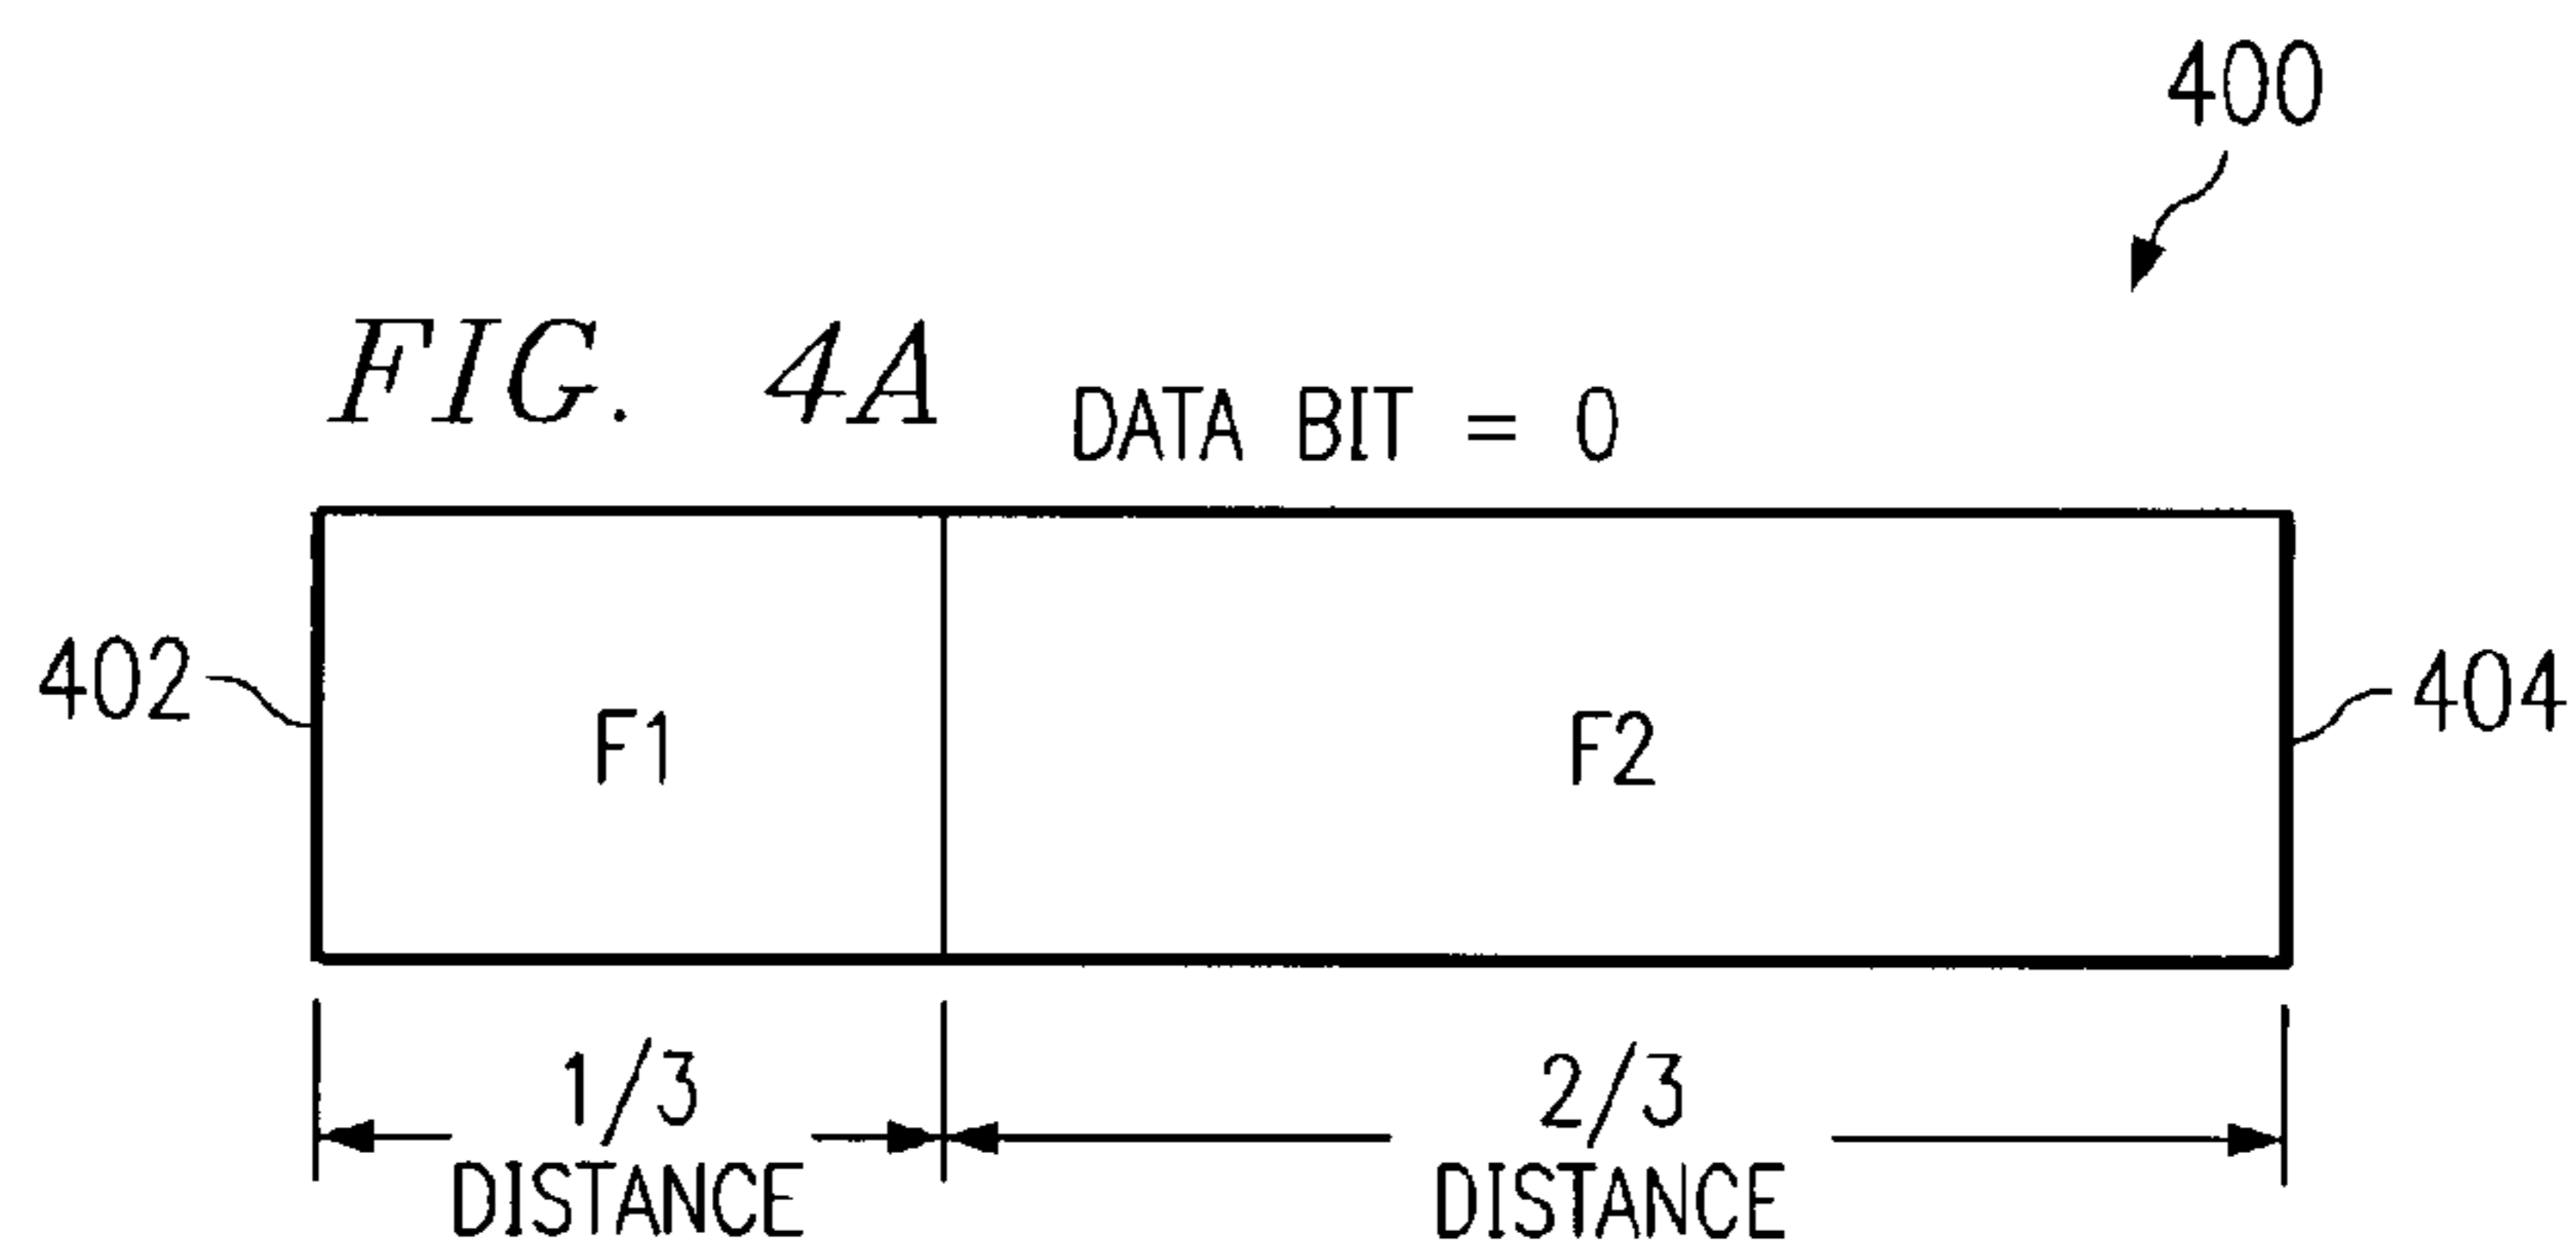 400
FIG. 4A
DATA BIT = 0
402
F1
F2
404
1/3
DISTANCE
2/3
DISTANCE